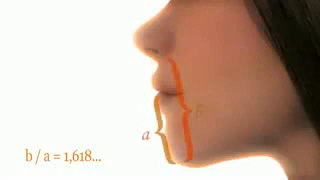 b
a
b / a = 1,618...